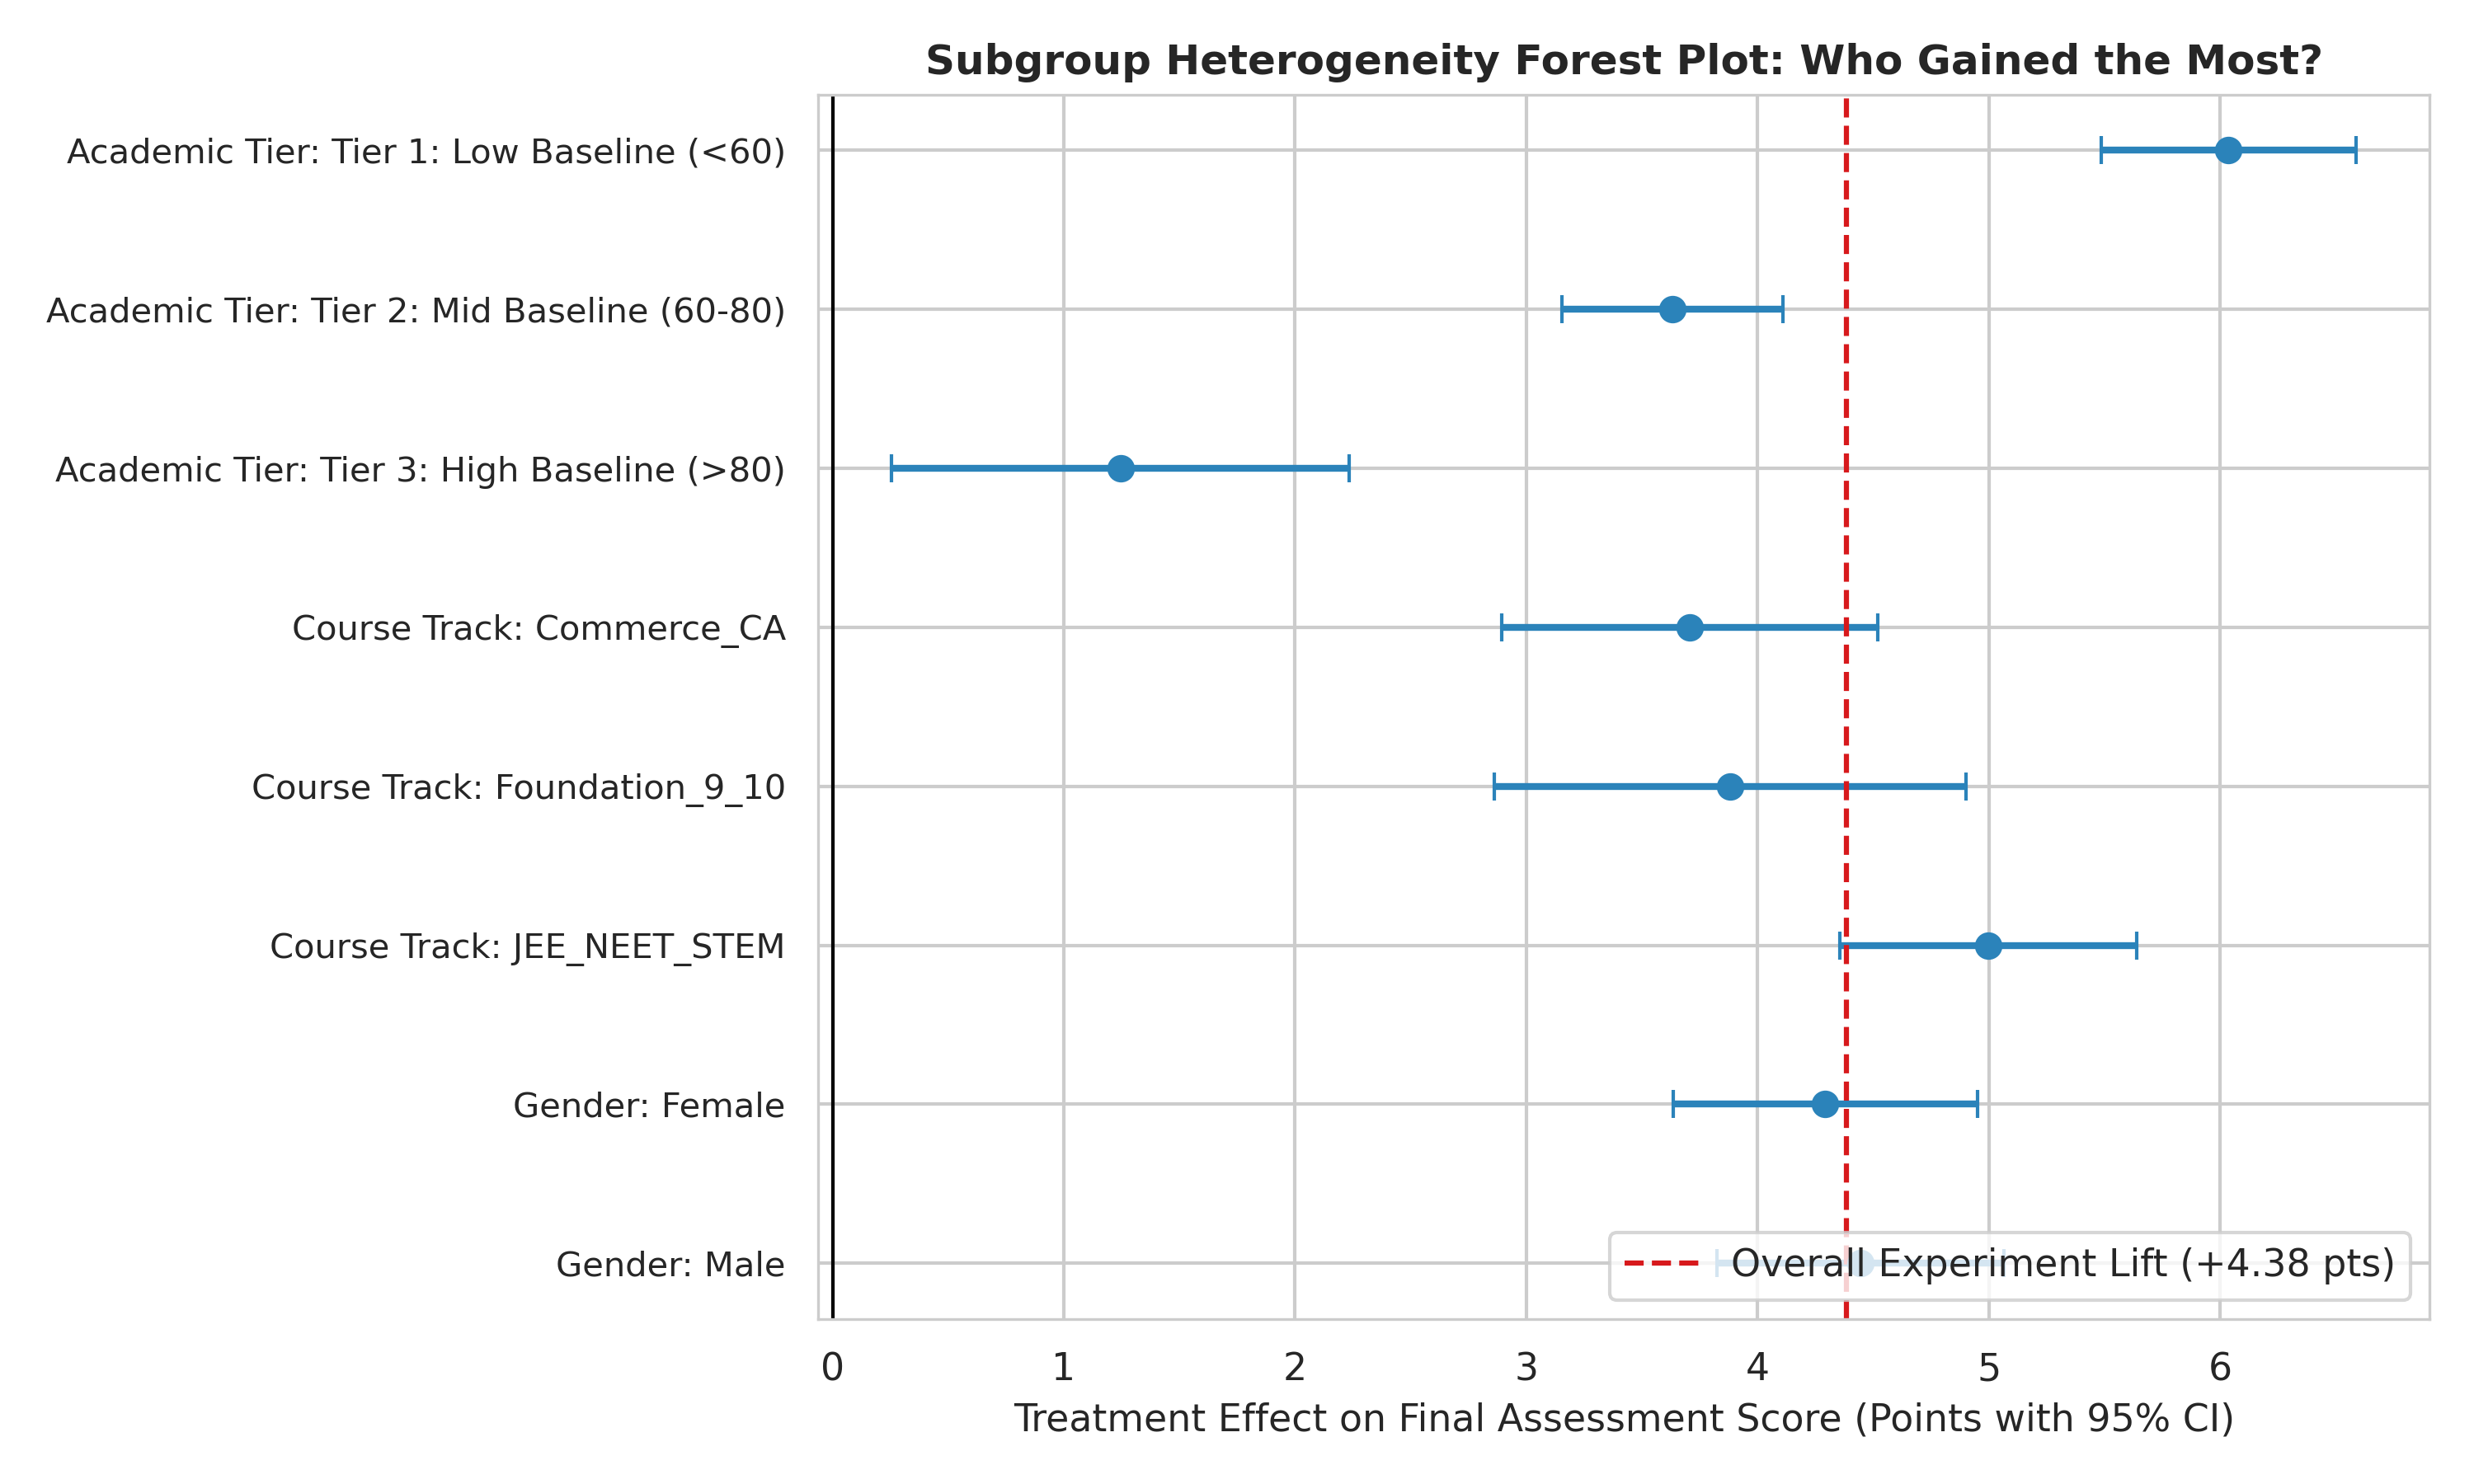 Subgroup Heterogeneity Forest Plot: Who Gained the Most?
Academic Tier: Tier 1: Low Baseline (<60)
Academic Tier: Tier 2: Mid Baseline (60-80)
Academic Tier: Tier 3: High Baseline (>80)
Course Track: Commerce_CA
Course Track: Foundation_9_10
Course Track: JEE_NEET_STEM
Gender: Female
Gender: Male
Overall Experiment Lift (+4.38 pts)
0 1 2 3 4 5 6
Treatment Effect on Final Assessment Score (Points with 95% CI)